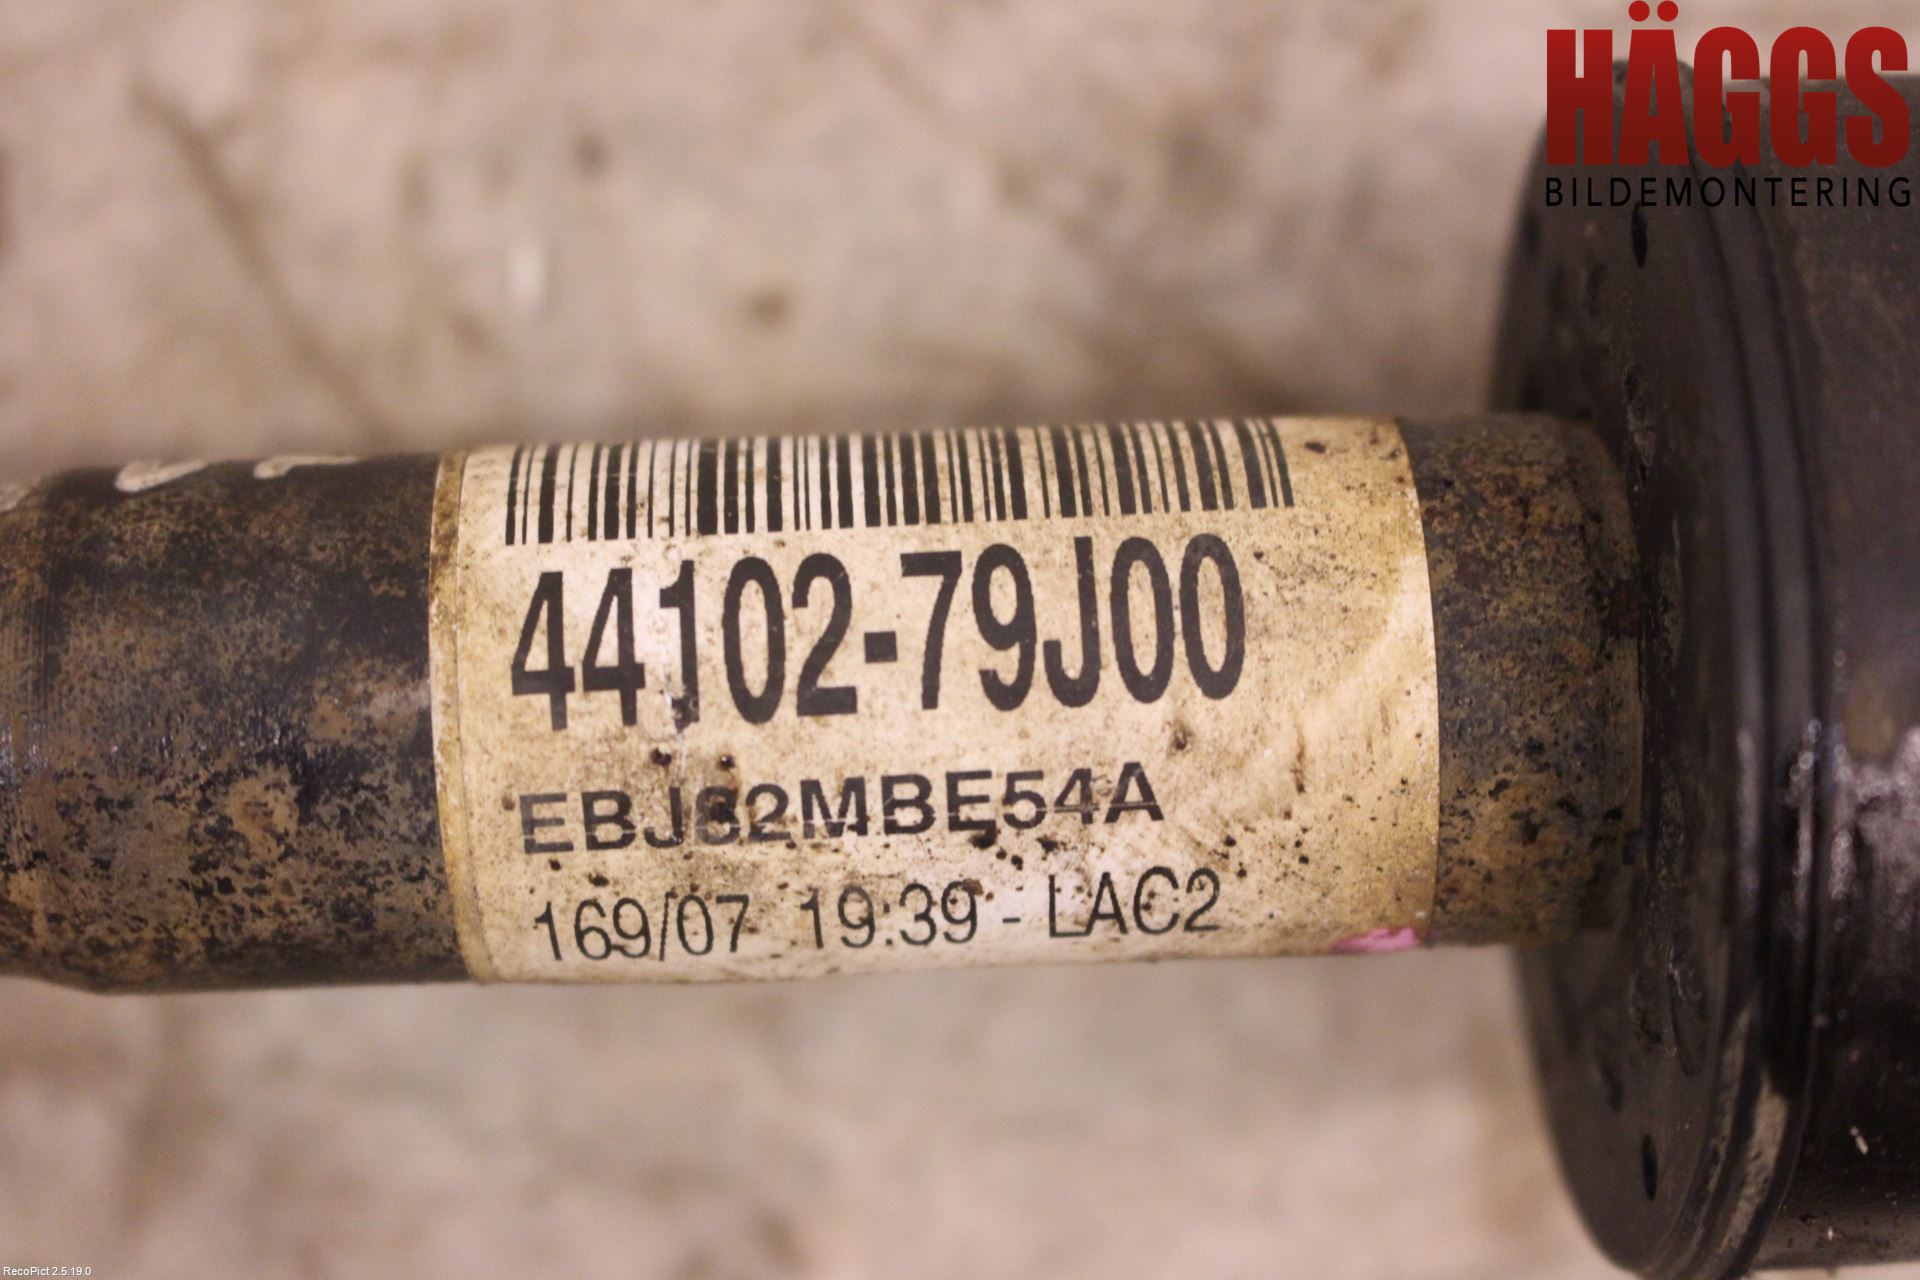 HÄGGS
BILDEMONTERING
44102-79J00
EBJ82MBE54A
169/07 19:39 - LAC2
RecoPict 2.5.19.0